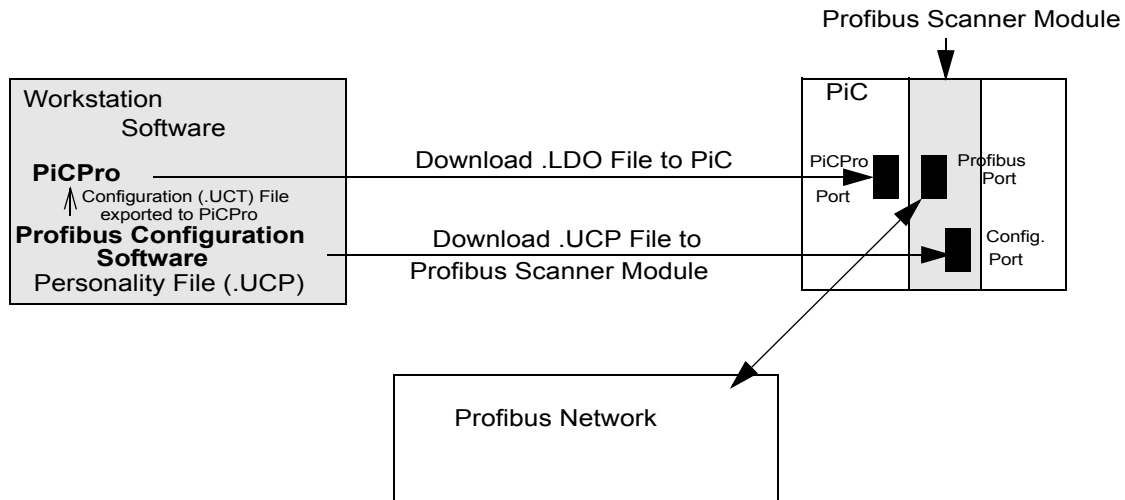 Profibus Scanner Module
Workstation
Software
PiCPro
Configuration (.UCT) File
exported to PiCPro
Profibus Configuration
Software
Personality File (.UCP)
Download .LDO File to PiC
Download .UCP File to
Profibus Scanner Module
PiC
PiCPro
Port
Profibus
Port
Config.
Port
Profibus Network